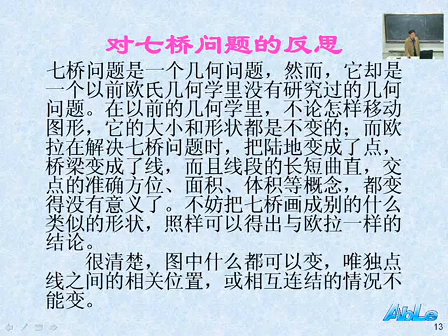 对七桥问题的反思
七桥问题是一个几何问题，然而，它却是
一个以前欧氏几何学里没有研究过的几何
问题。在以前的几何学里，不论怎样移动
图形，它的大小和形状都是不变的；而欧
拉在解决七桥问题时，把陆地变成了点，
桥梁变成了线，而且线段的长短曲直，交
点的准确方位、面积、体积等概念，都变
得没有意义了。不妨把七桥画成别的什么
类似的形状，照样可以得出与欧拉一样的
结论。
很清楚，图中什么都可以变，唯独点
线之间的相关位置，或相互连结的情况不
能变。
AbLe
13